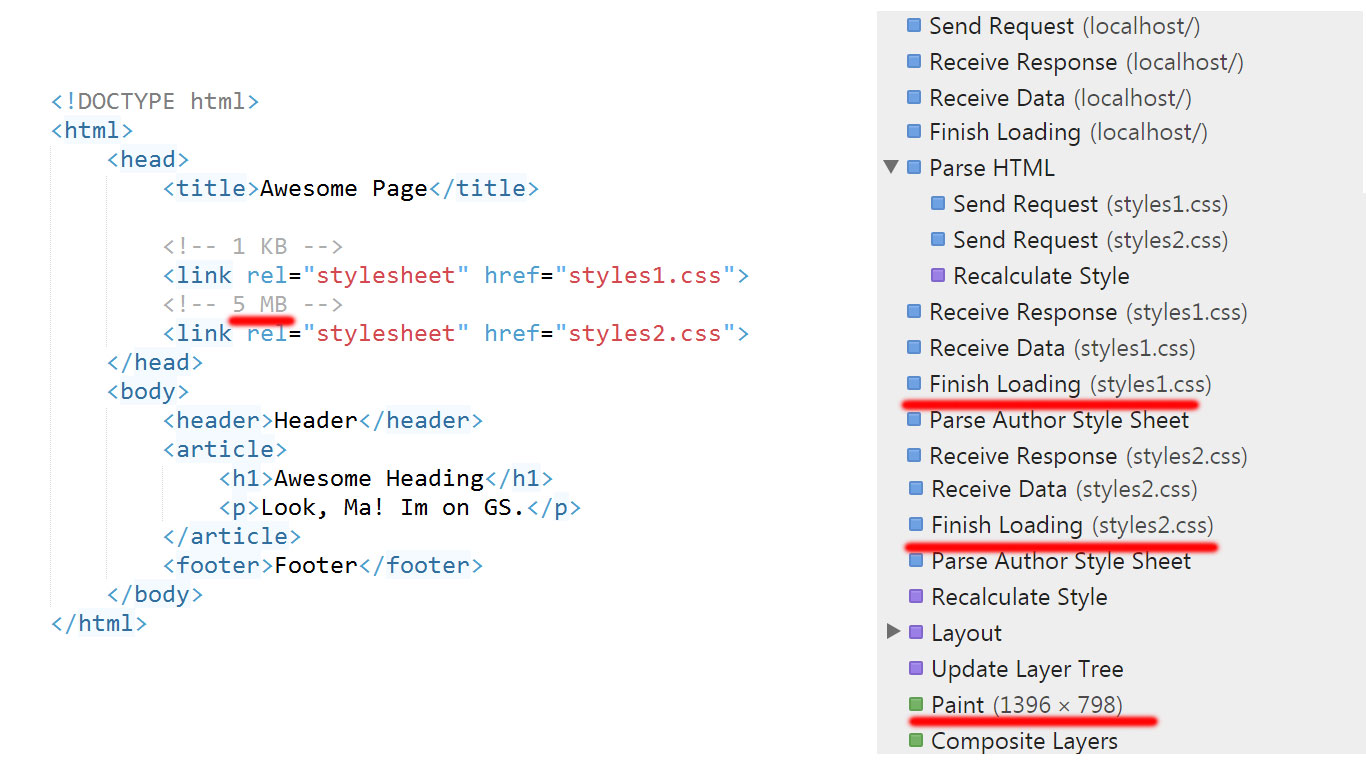 <!DOCTYPE html>
<html>
<head>
<title>Awesome Page</title>
<!-- 1 KB -->
<link rel="stylesheet" href="styles1.css">
<!-- 5 MB -->
<link rel="stylesheet" href="styles2.css">
</head>
<body>
<header>Header</header>
<article>
<h1>Awesome Heading</h1>
<p>Look, Ma! Im on GS.</p>
</article>
<footer>Footer</footer>
</body>
</html>
Send Request (localhost/)
Receive Response (localhost/)
Receive Data (localhost/)
Finish Loading (localhost/)
Parse HTML
Send Request (styles1.css)
Send Request (styles2.css)
Recalculate Style
Receive Response (styles1.css)
Receive Data (styles1.css)
Finish Loading (styles1.css)
Parse Author Style Sheet
Receive Response (styles2.css)
Receive Data (styles2.css)
Finish Loading (styles2.css)
Parse Author Style Sheet
Recalculate Style
Layout
Update Layer Tree
Paint (1396 × 798)
Composite Layers